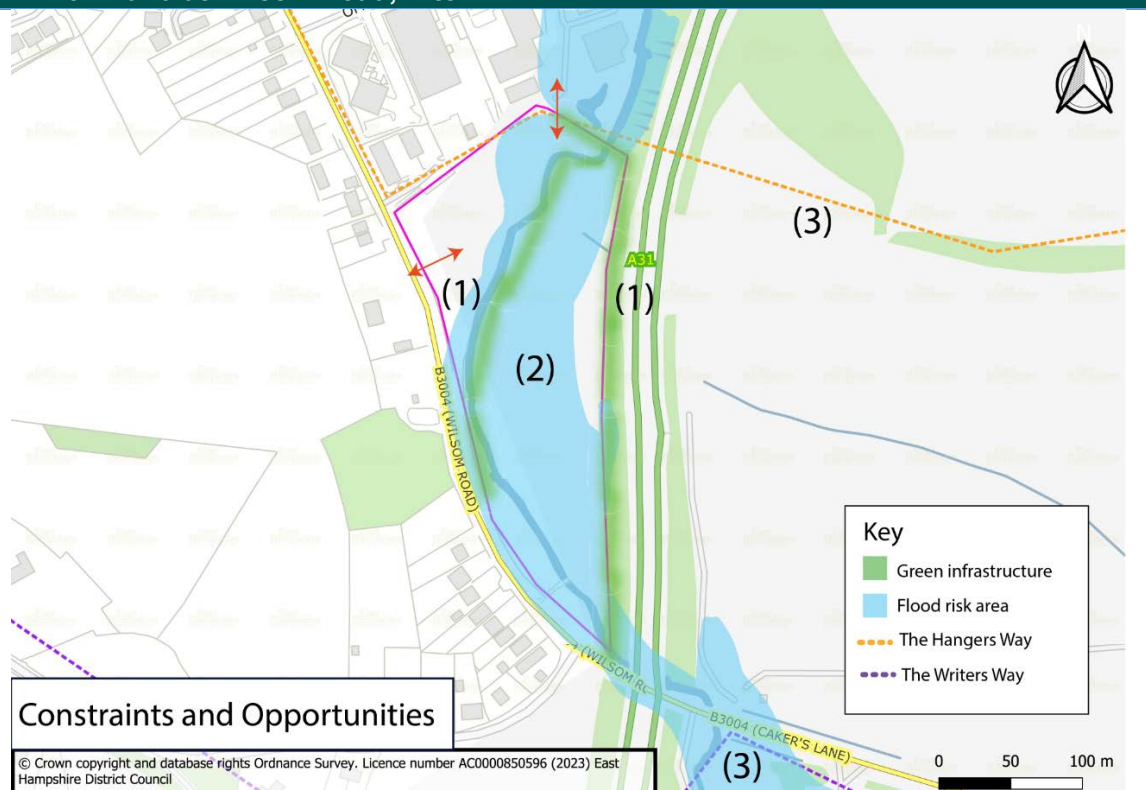 N
(3)
A31
(1)
(1)
(2)
B3004 (WILSOM ROAD)
Key
Green infrastructure
Flood risk area
The Hangers Way
The Writers Way
(WILSOM
B3004 (CAKER'S LANE)
(3)
0 50 100 m
Constraints and Opportunities
© Crown copyright and database rights Ordnance Survey. Licence number AC0000850596 (2023) East
Hampshire District Council